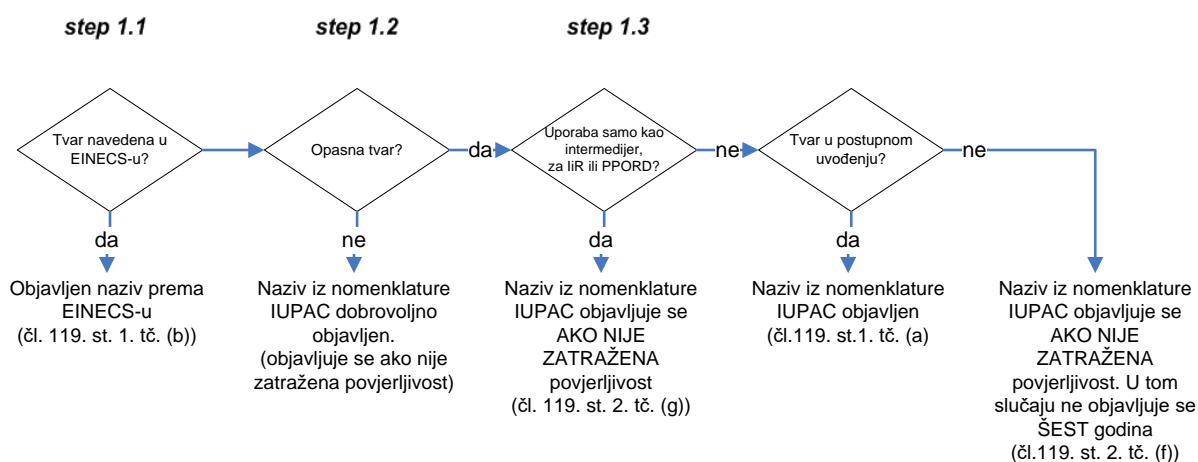 step 1.1
step 1.2
step 1.3
Tvar navedena u
EINECS-u?
Opasna tvar?
da
Uporaba samo kao
intermedijer,
za IiR ili PPORD?
ne
Tvar u postupnom
uvođenju?
ne
da
ne
da
da
Objavljen naziv prema
EINECS-u
(čl. 119. st. 1. tč. (b))
Naziv iz nomenklature
IUPAC dobrovoljno
objavljen.
(objavljuje se ako nije
zatražena povjerljivost)
Naziv iz nomenklature
IUPAC objavljuje se
AKO NIJE
ZATRAŽENA
povjerljivost
(čl. 119. st. 2. tč. (g))
Naziv iz nomenklature
IUPAC objavljen
(čl.119. st.1. tč. (a)
Naziv iz nomenklature
IUPAC objavljuje se
AKO NIJE
ZATRAŽENA
povjerljivost. U tom
slučaju ne objavljuje se
ŠEST godina
(čl.119. st. 2. tč. (f))